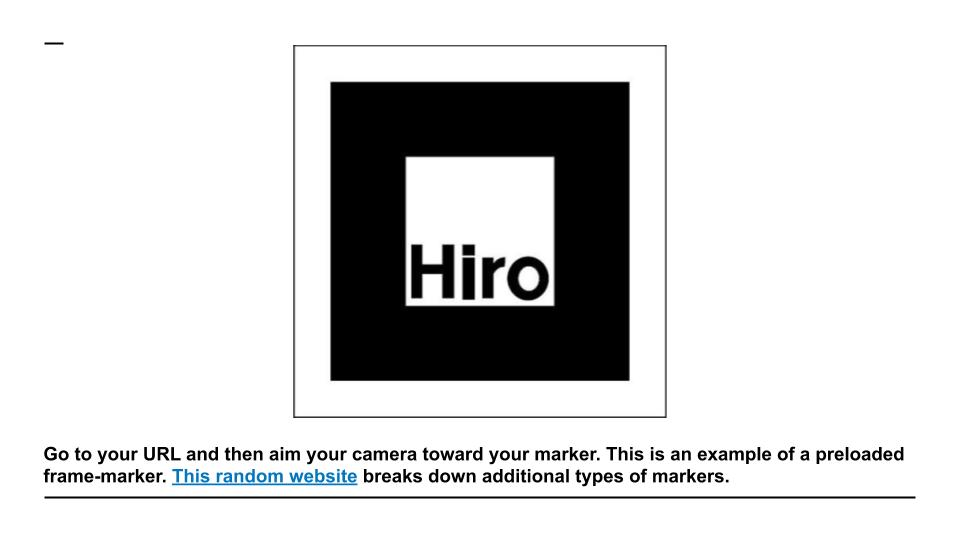 Hiro
Go to your URL and then aim your camera toward your marker. This is an example of a preloaded
frame-marker. This random website breaks down additional types of markers.